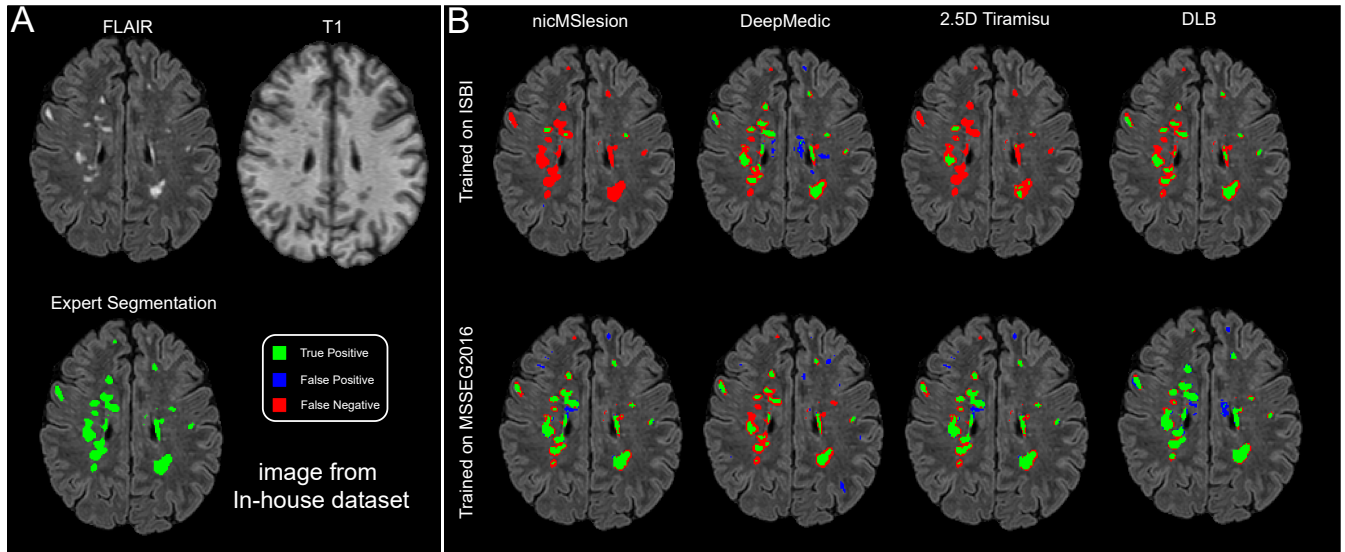 A
FLAIR
T1
Expert Segmentation
True Positive
False Positive
False Negative
image from
In-house dataset
B
nicMSlesion
DeepMedic
2.5D Tiramisu
DLB
Trained on ISBI
Trained on MSSEG2016